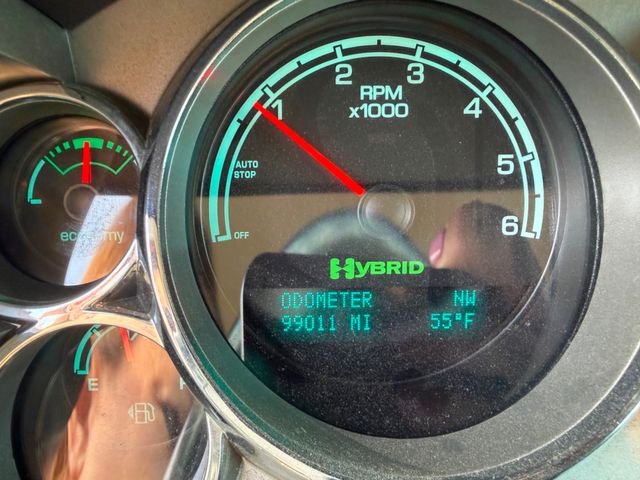 1
2
3
4
5
6
RPM
x1000
AUTO
STOP
OFF
economy
HYBRID
ODOMETER NW
99011 MI 55°F
E F